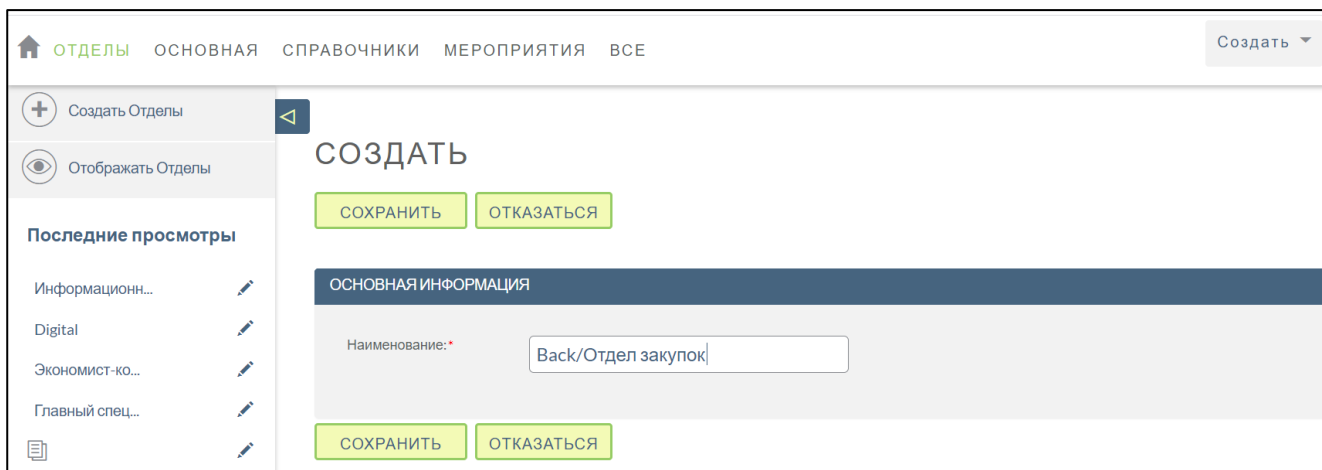 ОТДЕЛЫ ОСНОВНАЯ СПРАВОЧНИКИ МЕРОПРИЯТИЯ ВСЕ Создать
Создать Отделы
Отображать Отделы
Последние просмотры
Информационн...
Digital
Экономист-ко...
Главный спец...
СОЗДАТЬ
СОХРАНИТЬ ОТКАЗАТЬСЯ
ОСНОВНАЯ ИНФОРМАЦИЯ
Наименование:* Back/Отдел закупок
СОХРАНИТЬ ОТКАЗАТЬСЯ